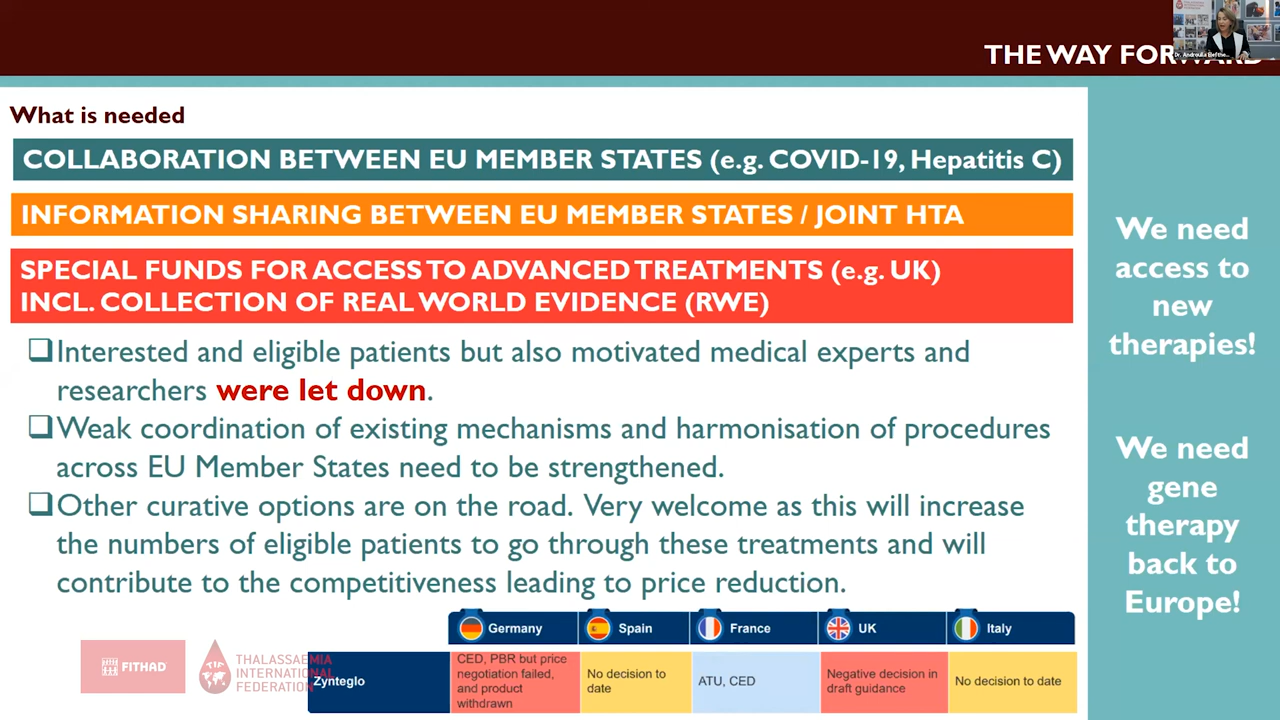 THE WAY FORWARD
Dr. Androulla Elefthe...
What is needed
COLLABORATION BETWEEN EU MEMBER STATES (e.g. COVID-19, Hepatitis C)
INFORMATION SHARING BETWEEN EU MEMBER STATES / JOINT HTA
SPECIAL FUNDS FOR ACCESS TO ADVANCED TREATMENTS (e.g. UK)
INCL. COLLECTION OF REAL WORLD EVIDENCE (RWE)
❑Interested and eligible patients but also motivated medical experts and
researchers were let down.
❑Weak coordination of existing mechanisms and harmonisation of procedures
across EU Member States need to be strengthened.
❑Other curative options are on the road. Very welcome as this will increase
the numbers of eligible patients to go through these treatments and will
contribute to the competitiveness leading to price reduction.
We need
access to
new
therapies!
We need
gene
therapy
back to
Europe!
FITHAD
TIF
THALASSAEMIA
INTERNATIONAL
FEDERATION
Germany Spain France UK Italy
Zynteglo
CED, PBR but price
negotiation failed,
and product
withdrawn
No decision to
date
ATU, CED
Negative decision in
draft guidance
No decision to date